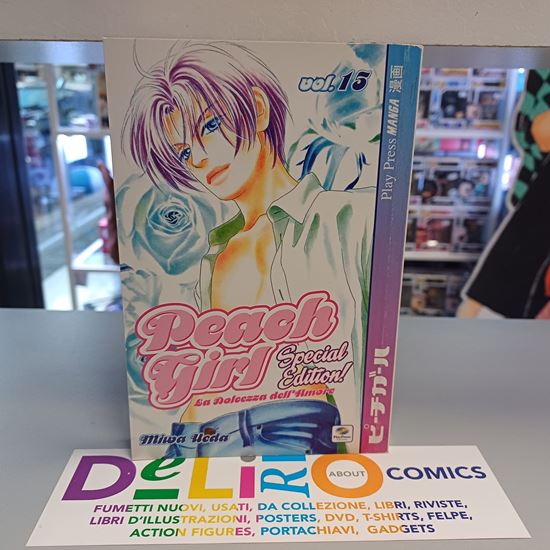 vol. 15
Play Press MANGA 漫画
Peach
Girl
Special
Edition!
La Dolcezza dell'Amore
ピーチガール
Miwa Ueda
DeLiRiO
ABOUT
COMICS
FUMETTI NUOVI, USATI, DA COLLEZIONE, LIBRI, RIVISTE,
LIBRI D'ILLUSTRAZIONI, POSTERS, DVD, T-SHIRTS, FELPE,
ACTION FIGURES, PORTACHIAVI, GADGETS